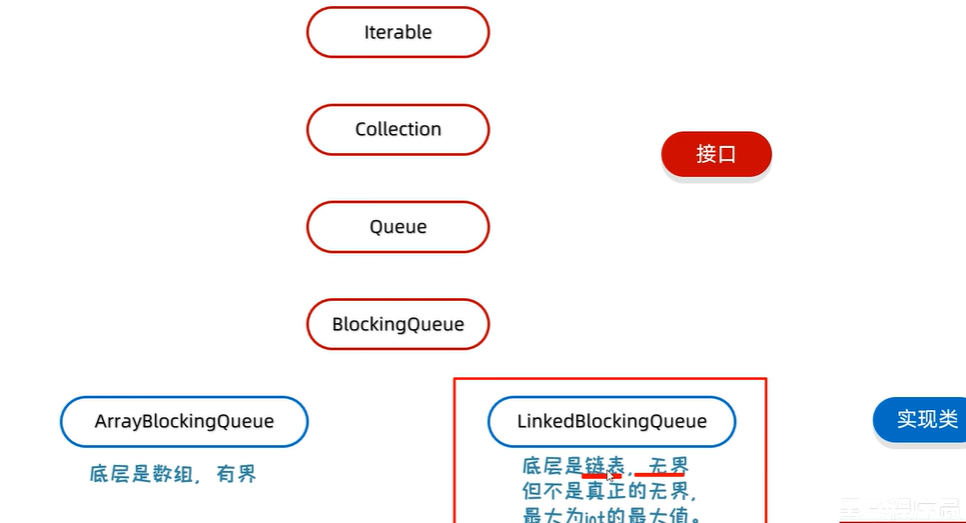 Iterable
Collection
接口
Queue
BlockingQueue
ArrayBlockingQueue
LinkedBlockingQueue
实现类
底层是数组，有界
底层是链表，无界
但不是真正的无界，
最大为int的最大值。